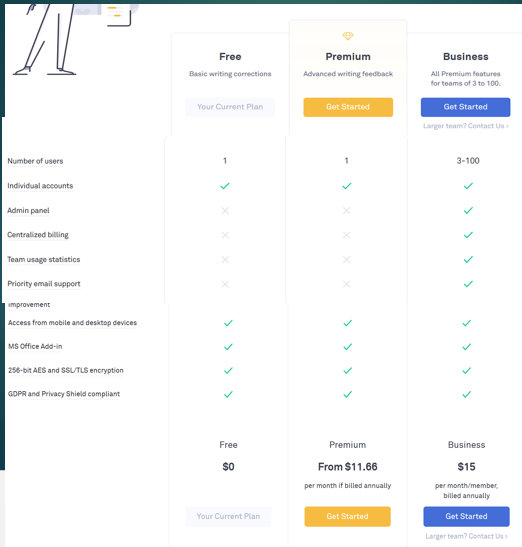 Free
Premium
Business
Basic writing corrections
Advanced writing feedback
All Premium features
for teams of 3 to 100.
Your Current Plan
Get Started
Get Started
Larger team? Contact Us ›
Number of users
1
1
3-100
Individual accounts
Admin panel
Centralized billing
Team usage statistics
Priority email support
improvement
Access from mobile and desktop devices
MS Office Add-in
256-bit AES and SSL/TLS encryption
GDPR and Privacy Shield compliant
Free
Premium
Business
$0
From $11.66
$15
per month if billed annually
per month/member,
billed annually
Your Current Plan
Get Started
Get Started
Larger team? Contact Us ›